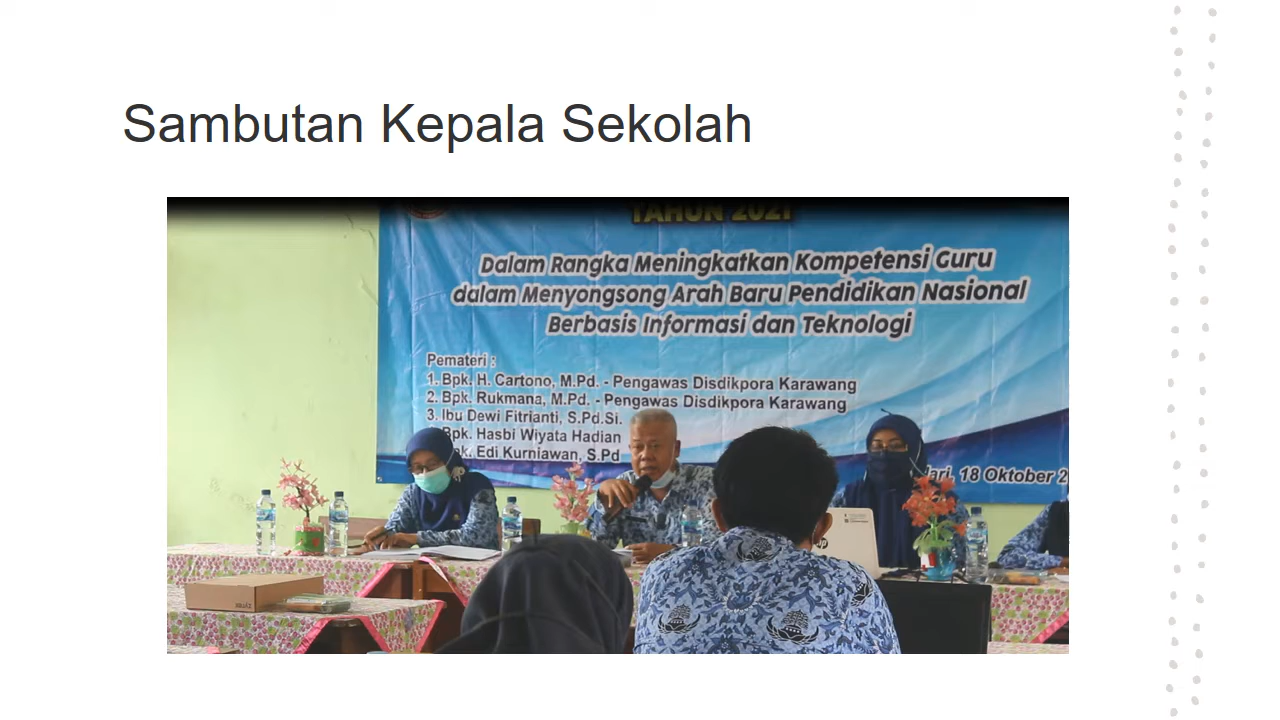 Sambutan Kepala Sekolah
TAHUN 2021
Dalam Rangka Meningkatkan Kompetensi Guru
dalam Menyongsong Arah Baru Pendidikan Nasional
Berbasis Informasi dan Teknologi
Pemateri :
1. Bpk. H. Cartono, M.Pd. - Pengawas Disdikpora Karawang
2. Bpk. Rukmana, M.Pd. - Pengawas Disdikpora Karawang
3. Ibu Dewi Fitrianti, S.Pd.Si.
Bpk. Hasbi Wiyata Hadian
Edi Kurniawan, S.Pd
18 Oktober 2
hp